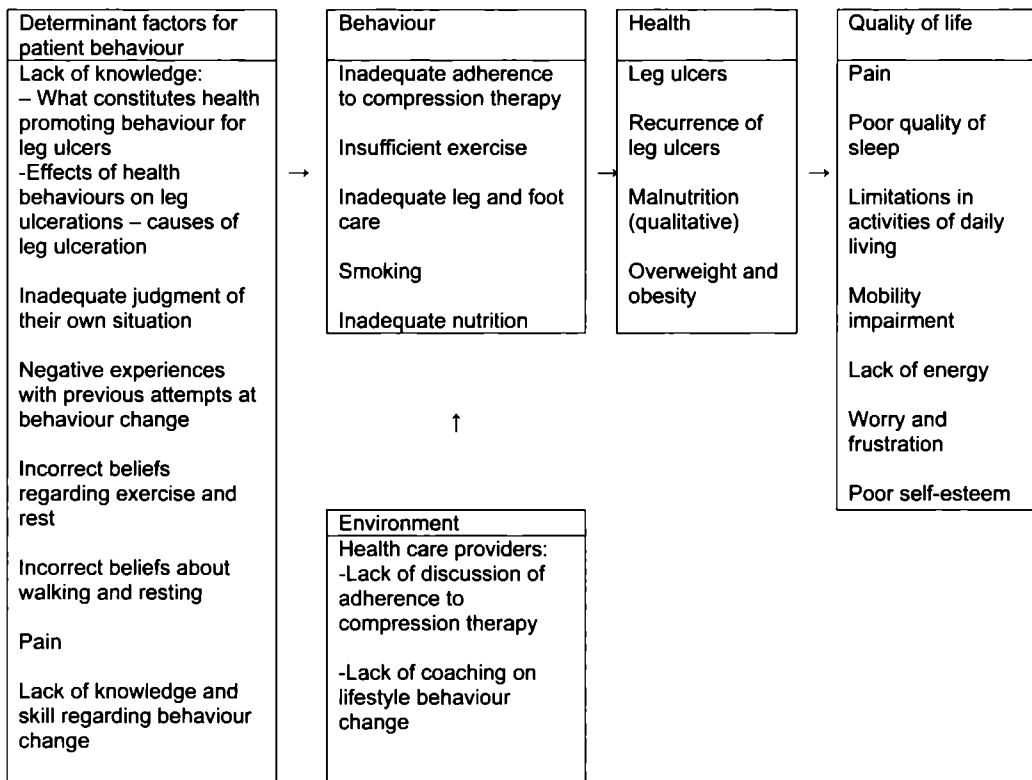 Determinant factors for
patient behaviour
Lack of knowledge:
– What constitutes health
promoting behaviour for
leg ulcers
-Effects of health
behaviours on leg
ulcerations – causes of
leg ulceration
Inadequate judgment of
their own situation
Negative experiences
with previous attempts at
behaviour change
Incorrect beliefs
regarding exercise and
rest
Incorrect beliefs about
walking and resting
Pain
Lack of knowledge and
skill regarding behaviour
change
→
Behaviour
Inadequate adherence
to compression therapy
Insufficient exercise
Inadequate leg and foot
care
Smoking
Inadequate nutrition
↑
Environment
Health care providers:
-Lack of discussion of
adherence to
compression therapy
-Lack of coaching on
lifestyle behaviour
change
→
Health
Leg ulcers
Recurrence of
leg ulcers
Malnutrition
(qualitative)
Overweight and
obesity
→
Quality of life
Pain
Poor quality of
sleep
Limitations in
activities of daily
living
Mobility
impairment
Lack of energy
Worry and
frustration
Poor self-esteem